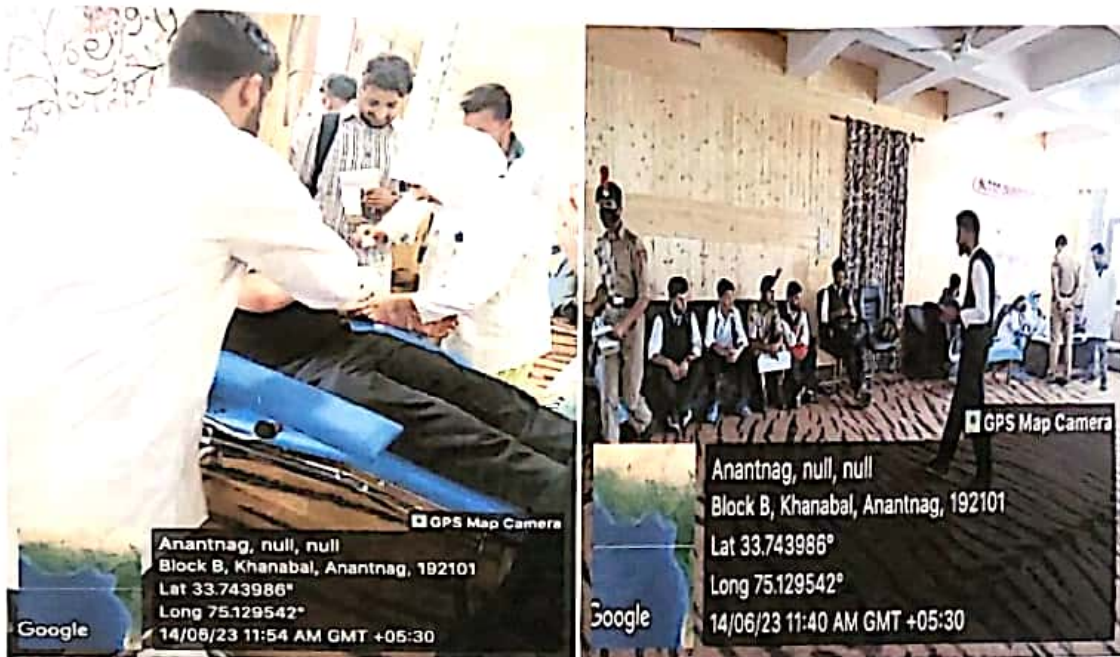 GPS Map Camera
Anantnag, null, null
Block B, Khanabal, Anantnag, 192101
Lat 33.743986°
Long 75.129542°
14/06/23 11:54 AM GMT +05:30
Google
GPS Map Camera
Anantnag, null, null
Block B, Khanabal, Anantnag, 192101
Lat 33.743986°
Long 75.129542°
14/06/23 11:40 AM GMT +05:30
Google